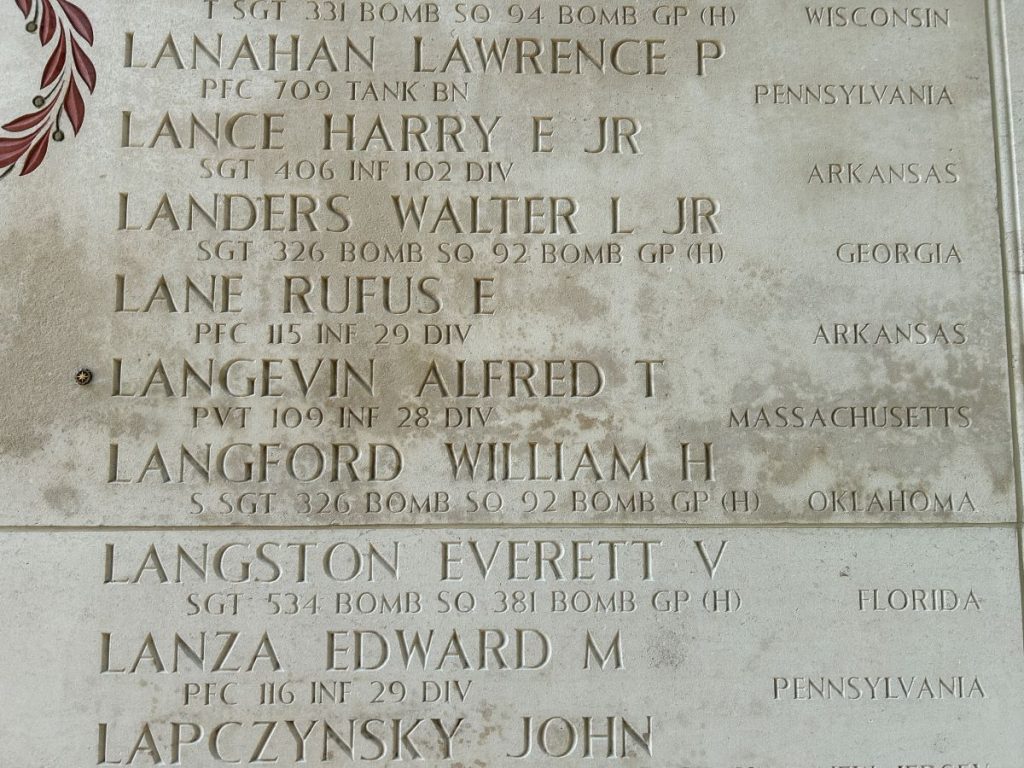 T SGT 331 BOMB SQ 94 BOMB GP (H) WISCONSIN
LANAHAN LAWRENCE P
PFC 709 TANK BN PENNSYLVANIA
LANCE HARRY E JR
SGT 406 INF 102 DIV ARKANSAS
LANDERS WALTER L JR
SGT 326 BOMB SQ 92 BOMB GP (H) GEORGIA
LANE RUFUS E
PFC 115 INF 29 DIV ARKANSAS
LANGEVIN ALFRED T
PVT 109 INF 28 DIV MASSACHUSETTS
LANGFORD WILLIAM H
S SGT 326 BOMB SQ 92 BOMB GP (H) OKLAHOMA
LANGSTON EVERETT V
SGT 534 BOMB SQ 381 BOMB GP (H) FLORIDA
LANZA EDWARD M
PFC 116 INF 29 DIV PENNSYLVANIA
LAPCZYNSKY JOHN
NEW JERSEY